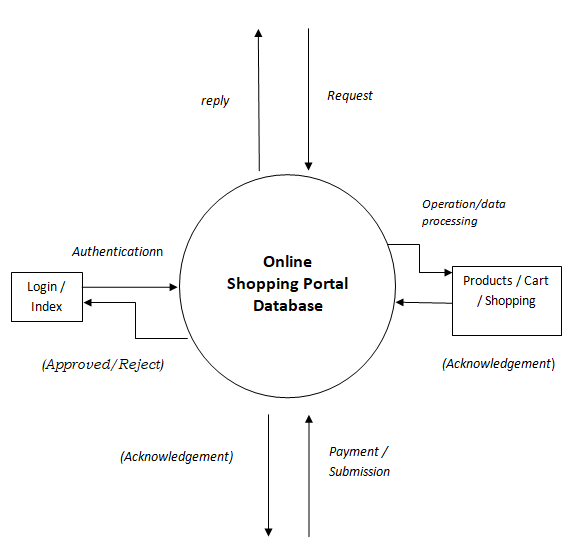 reply
Request
Operation/data
processing
Authenticationn
Online
Shopping Portal
Database
Login /
Index
Products / Cart
/ Shopping
(Approved/Reject)
(Acknowledgement)
(Acknowledgement)
Payment /
Submission